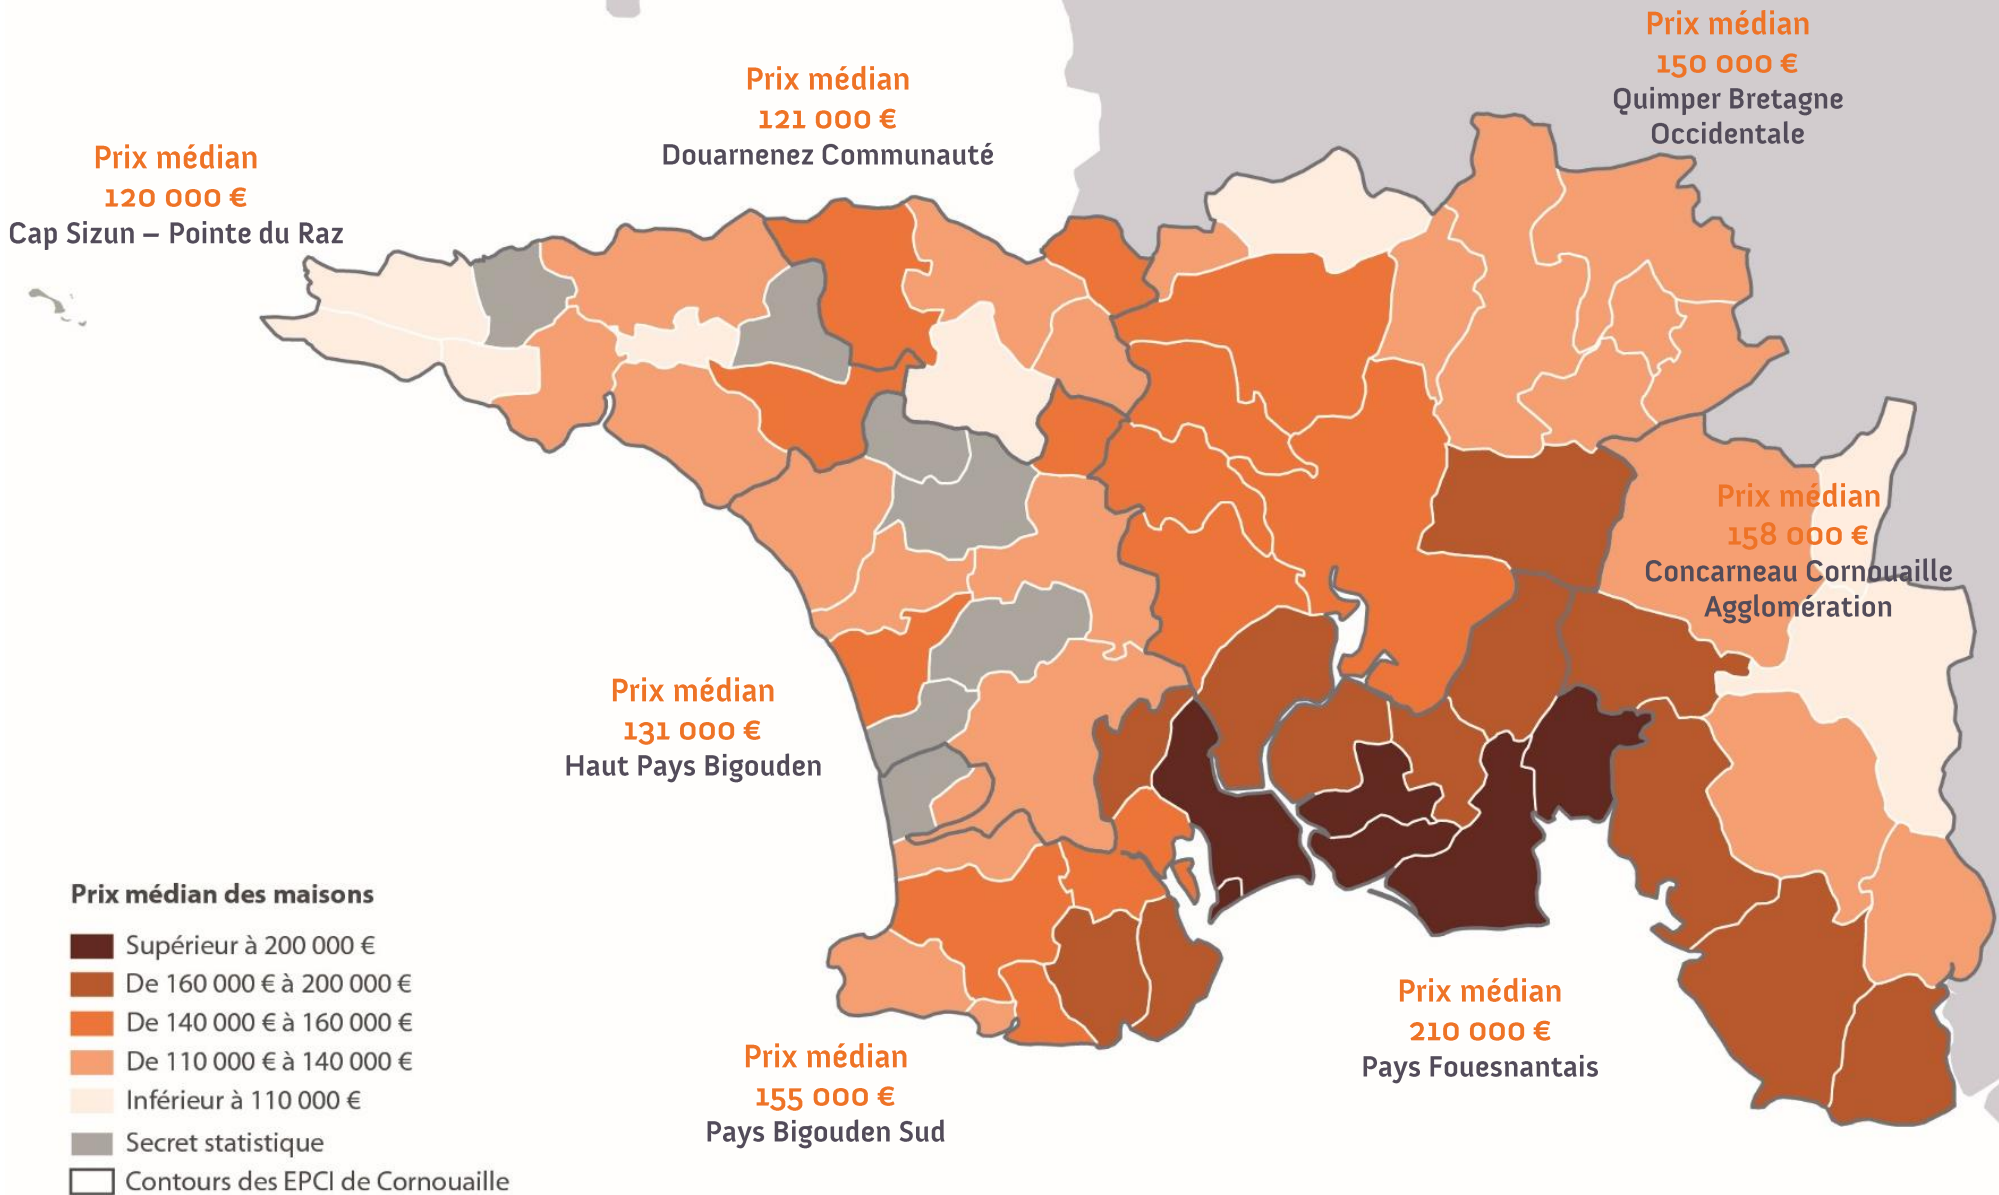 Prix médian
150 000 €
Quimper Bretagne
Occidentale
Prix médian
121 000 €
Douarnenez Communauté
Prix médian
120 000 €
Cap Sizun – Pointe du Raz
Prix médian
158 000 €
Concarneau Cornouaille
Agglomération
Prix médian
131 000 €
Haut Pays Bigouden
Prix médian
210 000 €
Pays Fouesnantais
Prix médian
155 000 €
Pays Bigouden Sud
Prix médian des maisons
Supérieur à 200 000 €
De 160 000 € à 200 000 €
De 140 000 € à 160 000 €
De 110 000 € à 140 000 €
Inférieur à 110 000 €
Secret statistique
Contours des EPCI de Cornouaille